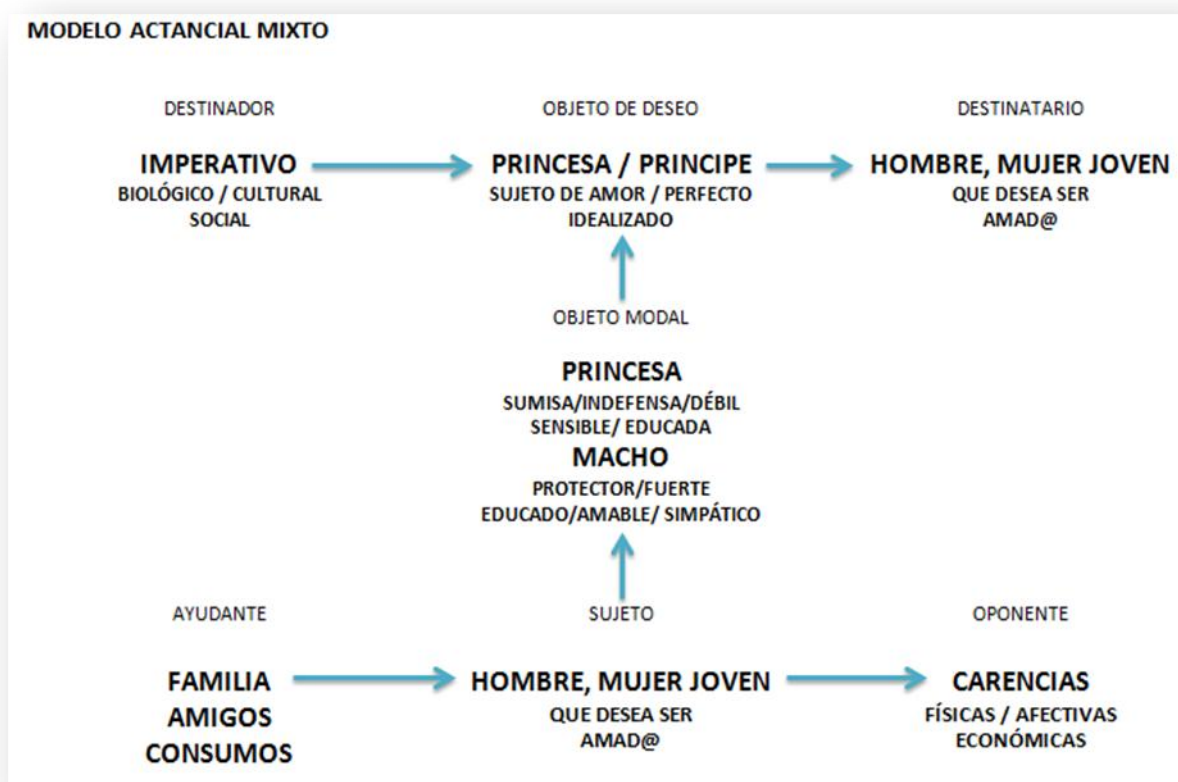 MODELO ACTANCIAL MIXTO
DESTINADOR
OBJETO DE DESEO
DESTINATARIO
IMPERATIVO
BIOLÓGICO / CULTURAL
SOCIAL
PRINCESA / PRINCIPE
SUJETO DE AMOR / PERFECTO
IDEALIZADO
HOMBRE, MUJER JOVEN
QUE DESEA SER
AMAD@
OBJETO MODAL
PRINCESA
SUMISA/INDEFENSA/DÉBIL
SENSIBLE/ EDUCADA
MACHO
PROTECTOR/FUERTE
EDUCADO/AMABLE/ SIMPÁTICO
AYUDANTE
SUJETO
OPONENTE
FAMILIA
AMIGOS
CONSUMOS
HOMBRE, MUJER JOVEN
QUE DESEA SER
AMAD@
CARENCIAS
FÍSICAS / AFECTIVAS
ECONÓMICAS